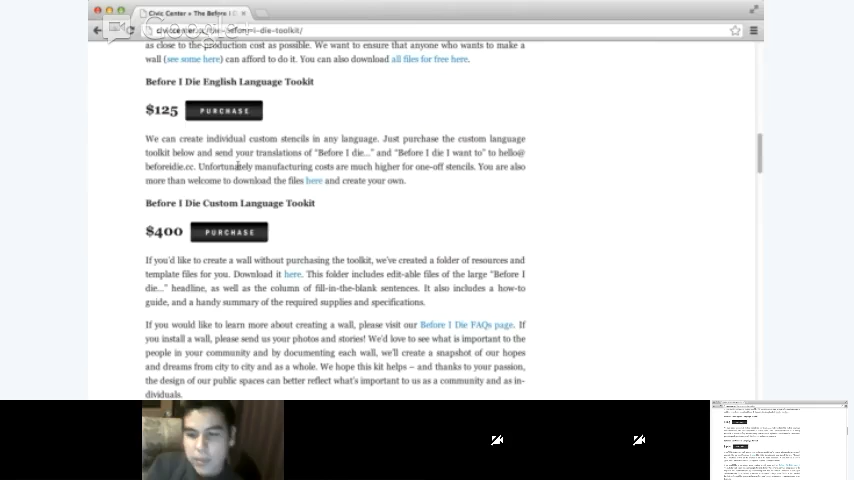 Civic Center » The Before I D
Google+
civiccenter.cc/the-before-i-die-toolkit/
as close to the production cost as possible. We want to ensure that anyone who wants to make a
wall (see some here) can afford to do it. You can also download all files for free here.
Before I Die English Language Tookit
$125 PURCHASE
We can create individual custom stencils in any language. Just purchase the custom language
toolkit below and send your translations of "Before I die..." and "Before I die I want to" to hello@
beforeidie.cc. Unfortunately manufacturing costs are much higher for one-off stencils. You are also
more than welcome to download the files here and create your own.
Before I Die Custom Language Tookit
$400 PURCHASE
If you'd like to create a wall without purchasing the toolkit, we've created a folder of resources and
template files for you. Download it here. This folder includes edit-able files of the large "Before I
die..." headline, as well as the column of fill-in-the-blank sentences. It also includes a how-to
guide, and a handy summary of the required supplies and specifications.
If you would like to learn more about creating a wall, please visit our Before I Die FAQs page. If
you install a wall, please send us your photos and stories! We'd love to see what is important to the
people in your community and by documenting each wall, we'll create a snapshot of our hopes
and dreams from city to city and as a whole. We hope this kit helps – and thanks to your passion,
the design of our public spaces can better reflect what's important to us as a community and as in-
dividuals.